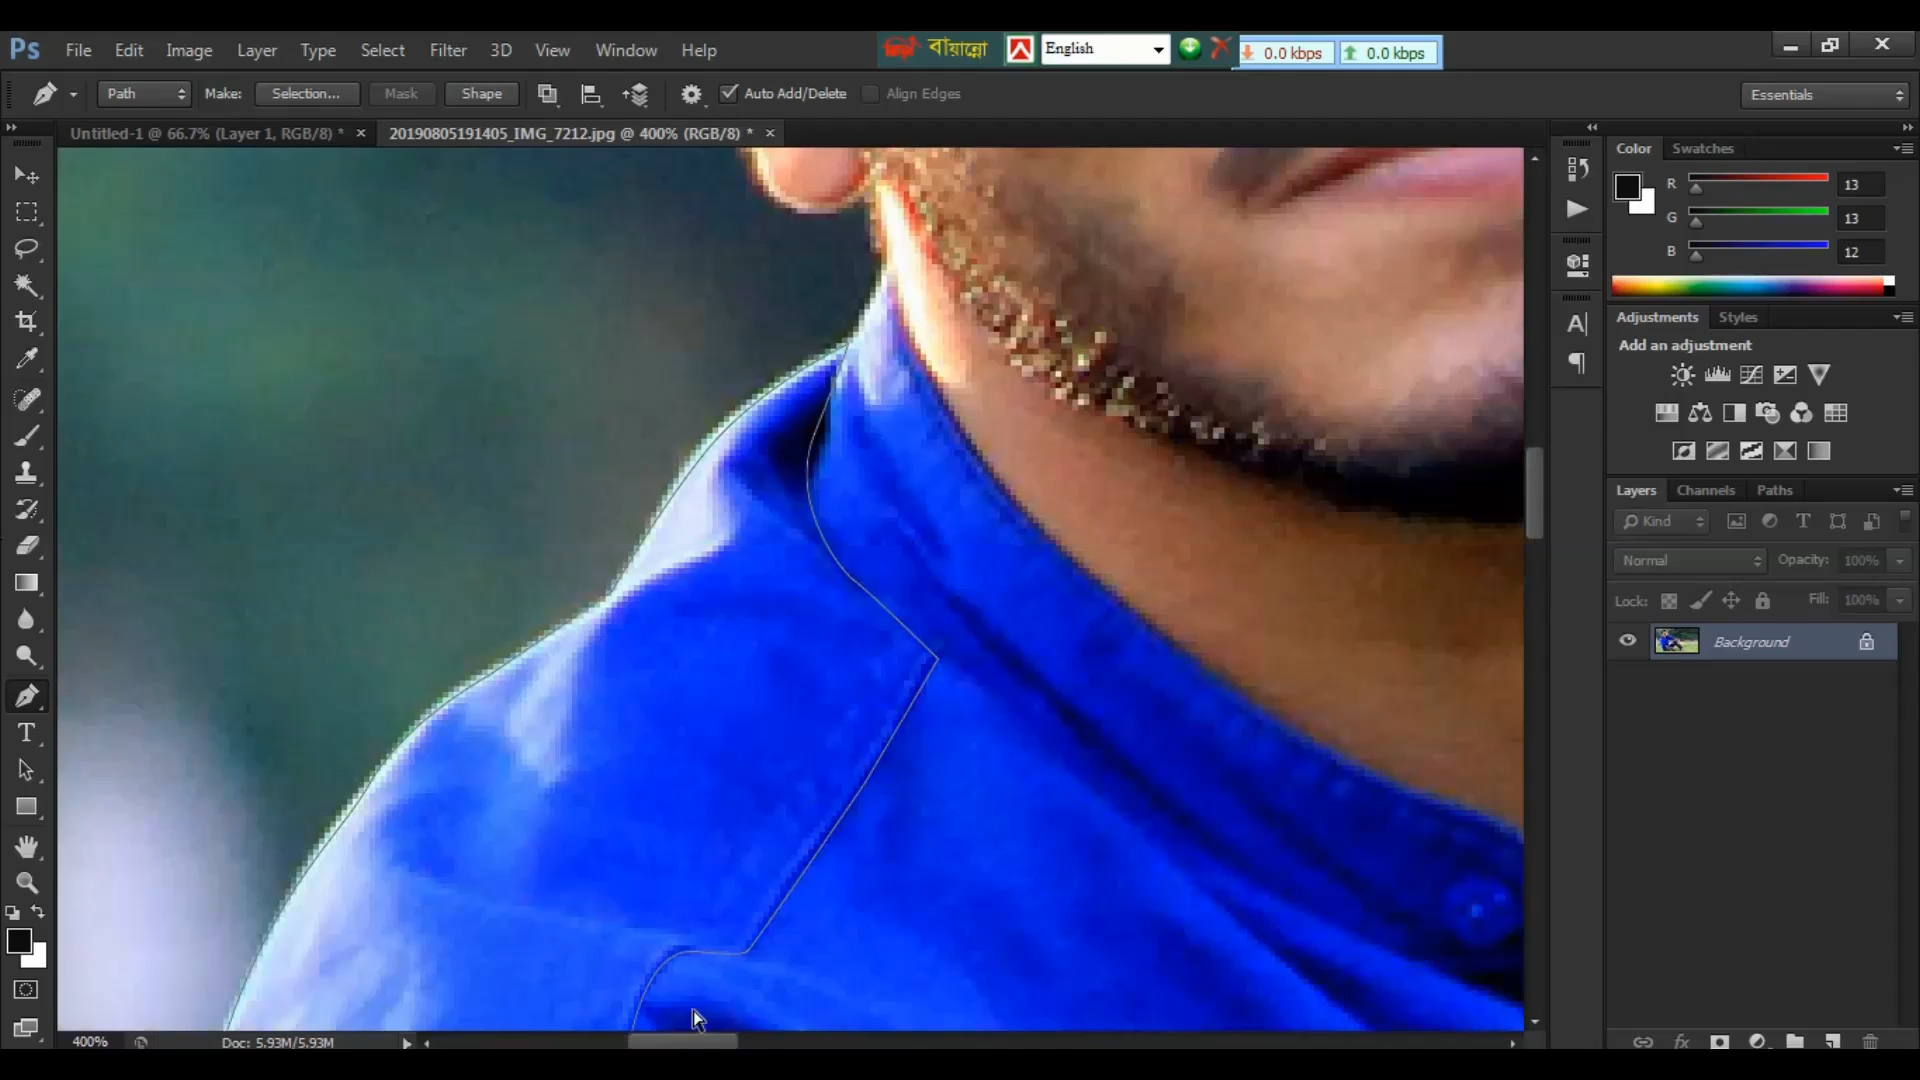 Ps File Edit Image Layer Type Select Filter 3D View Window Help
বায়ান্নো English 0.0 kbps 0.0 kbps
Path Make: Selection... Mask Shape Auto Add/Delete Align Edges Essentials
Untitled-1 @ 66.7% (Layer 1, RGB/8) * × 20190805191405_IMG_7212.jpg @ 400% (RGB/8) * ×
Color Swatches
R 13
G 13
B 12
Adjustments Styles
Add an adjustment
Layers Channels Paths
Kind
Normal Opacity: 100%
Lock: Fill: 100%
Background
400% Doc: 5.93M/5.93M